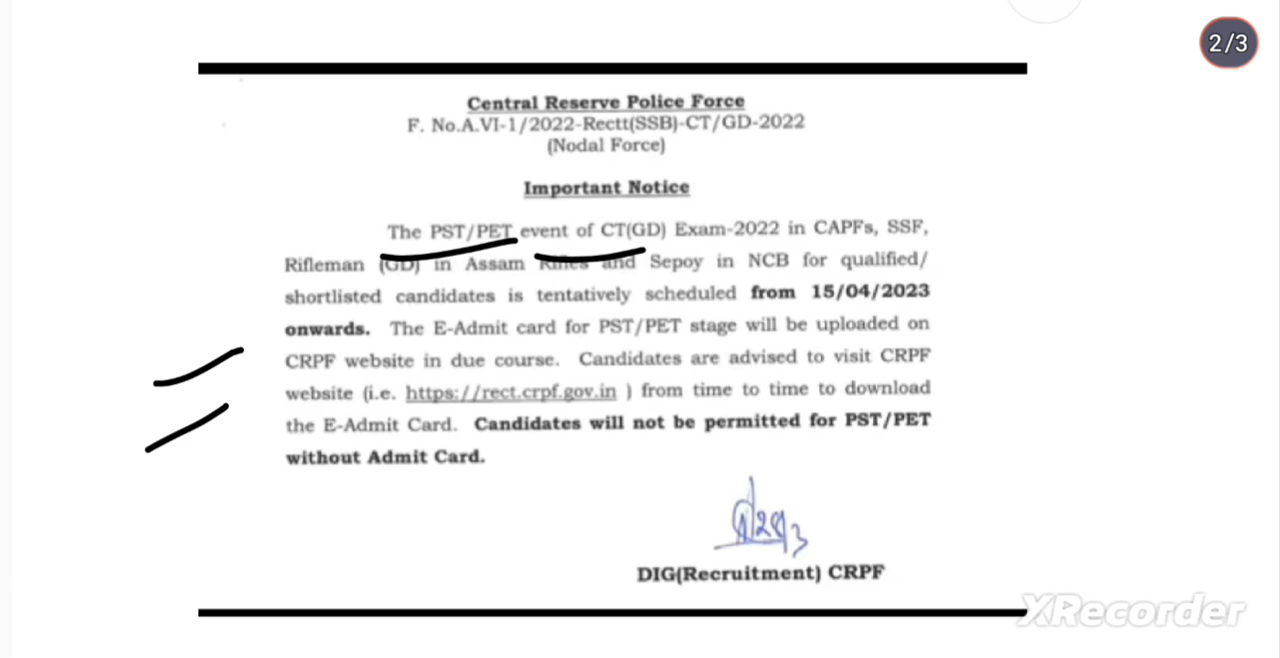 2/3
Central Reserve Police Force
F. No.A.VI-1/2022-Rectt(SSB)-CT/GD-2022
(Nodal Force)
Important Notice
The PST/PET event of CT(GD) Exam-2022 in CAPFs, SSF,
Rifleman (GD) in Assam Rifles and Sepoy in NCB for qualified/
shortlisted candidates is tentatively scheduled from 15/04/2023
onwards. The E-Admit card for PST/PET stage will be uploaded on
CRPF website in due course. Candidates are advised to visit CRPF
website (i.e. https://rect.crpf.gov.in ) from time to time to download
the E-Admit Card. Candidates will not be permitted for PST/PET
without Admit Card.
DIG(Recruitment) CRPF
XRecorder